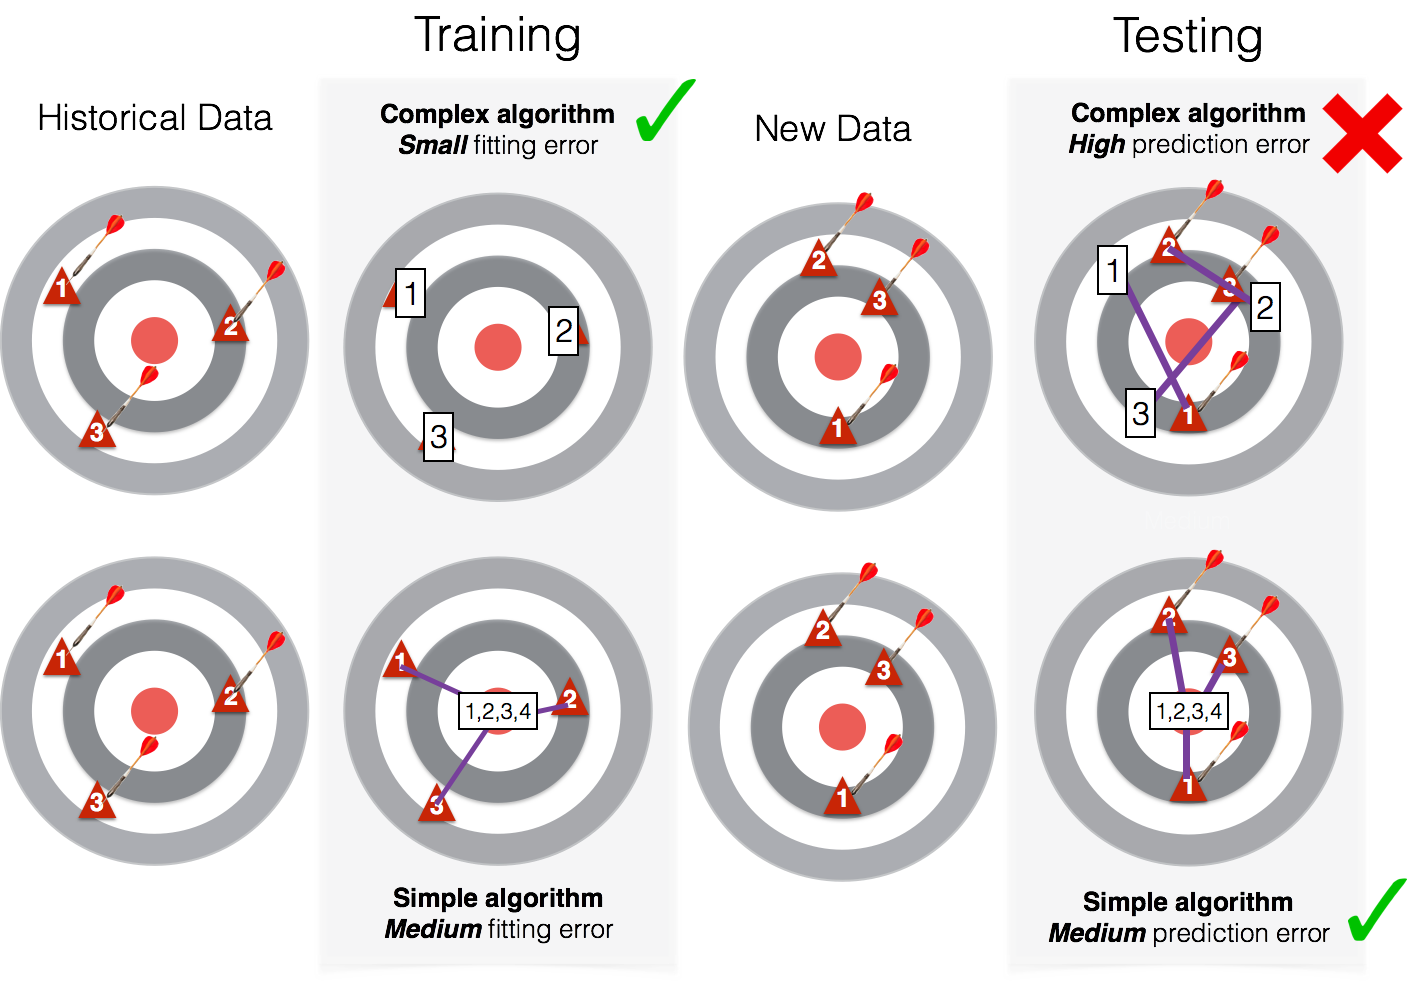 Training
Testing
Historical Data
Complex algorithm
Small fitting error
New Data
Complex algorithm
High prediction error
1
2
3
1
2
3
2
3
1
2
3
1
2
3
1
1
2
3
1
2
3
1,2,3,4
2
3
1
2
3
1,2,3,4
1
Simple algorithm
Medium fitting error
Simple algorithm
Medium prediction error